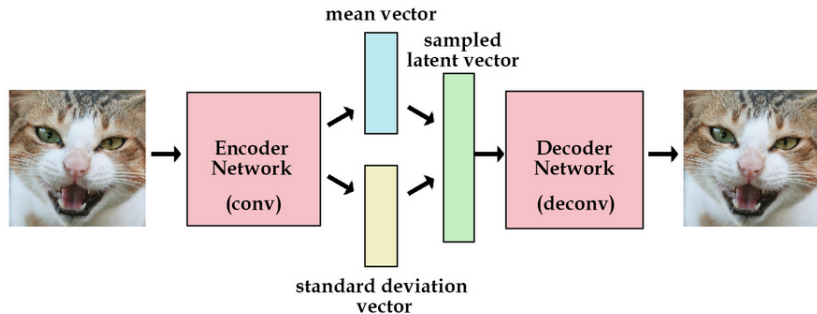 mean vector
sampled
latent vector
Encoder
Network
(conv)
Decoder
Network
(deconv)
standard deviation
vector